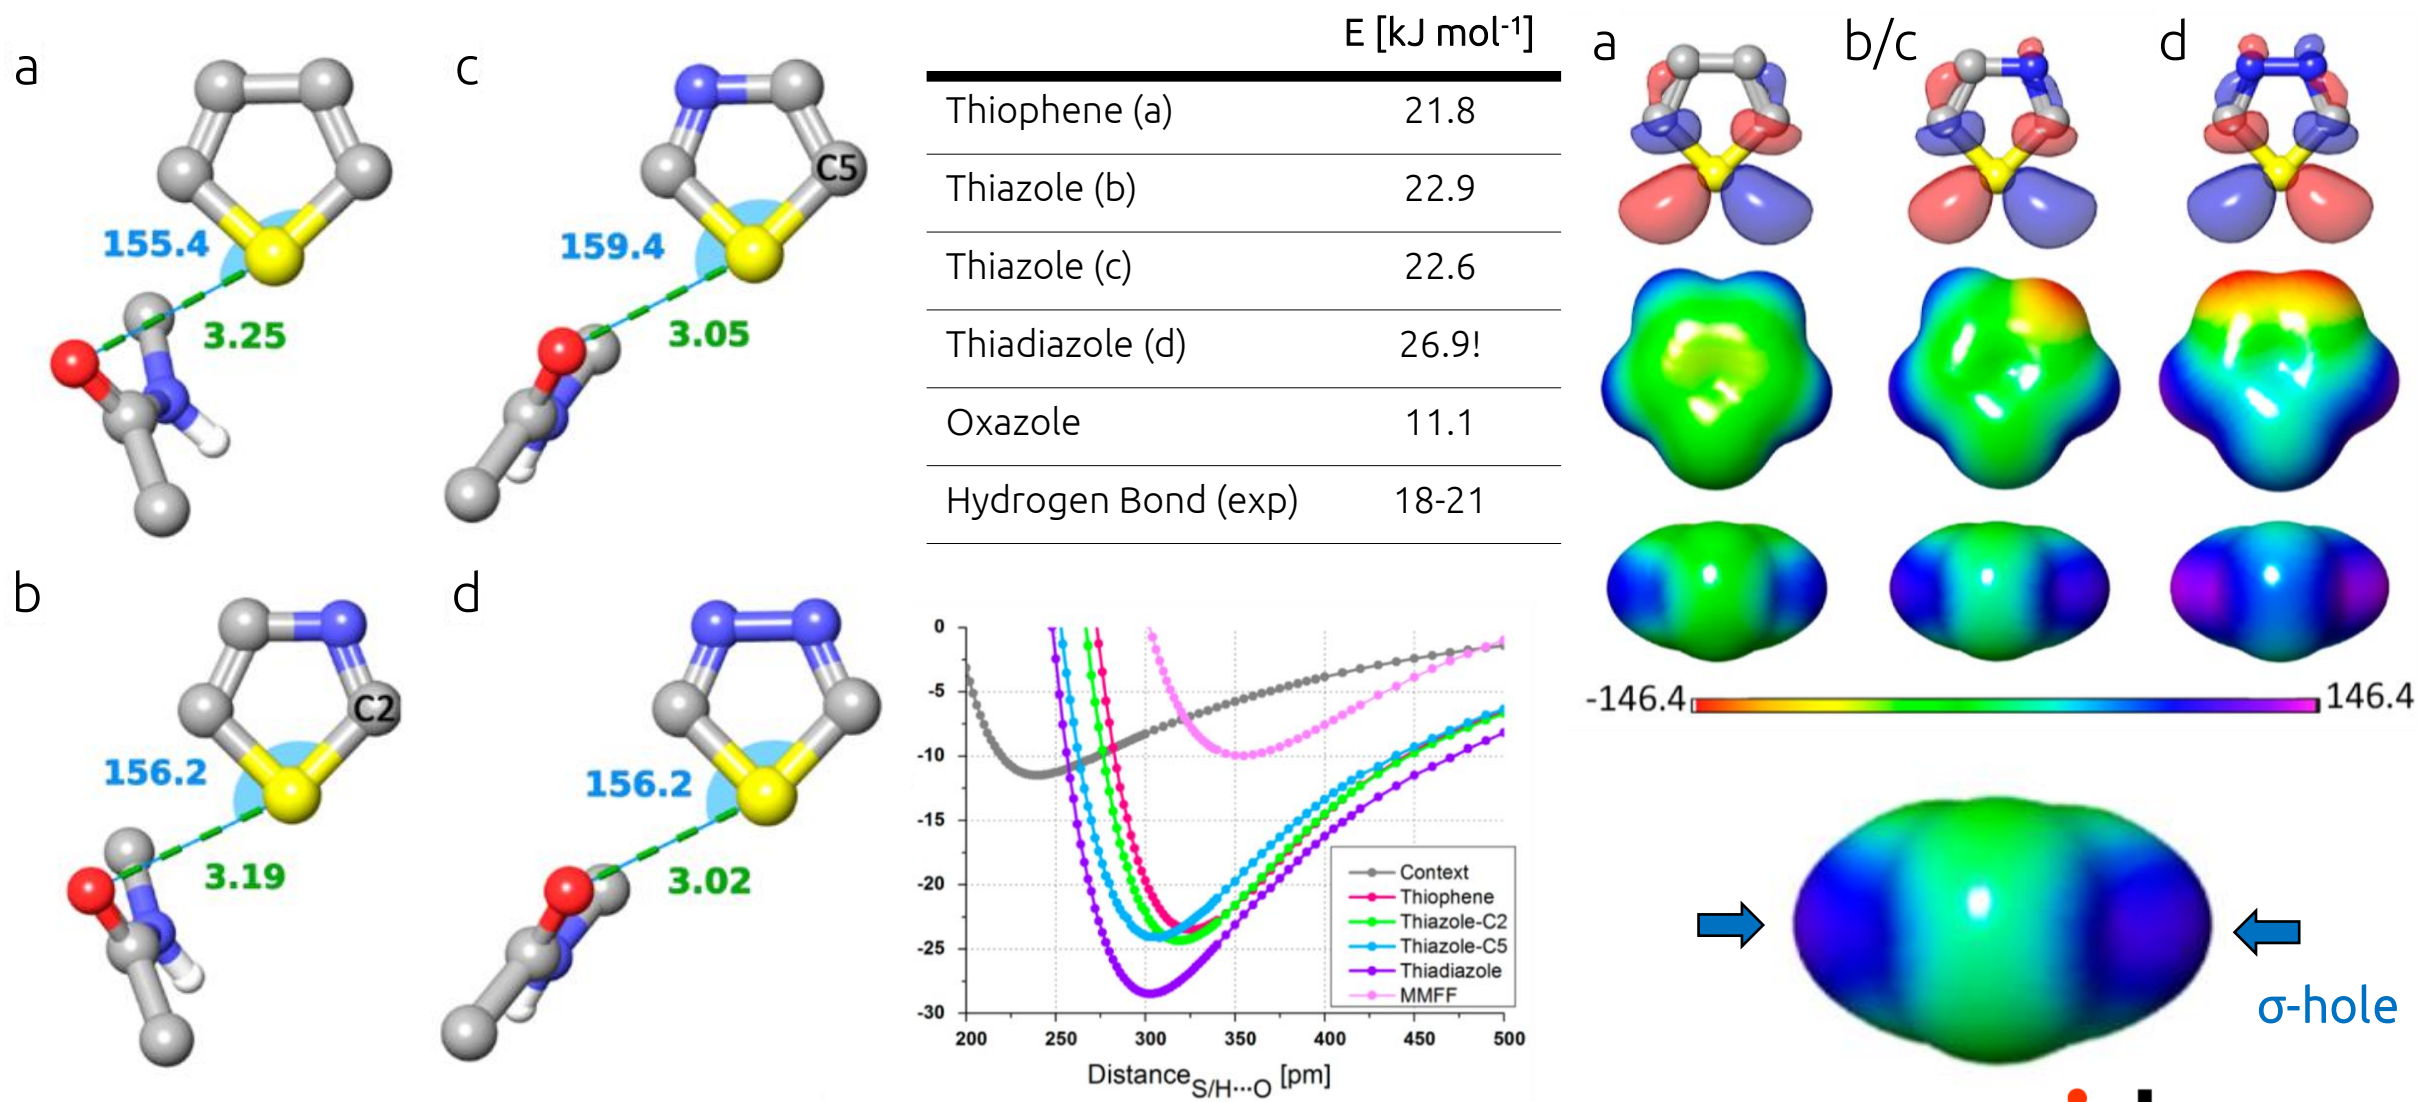 a
155.4
3.25
c
C5
159.4
3.05
b
C2
156.2
3.19
d
156.2
3.02
E [kJ mol-1]
Thiophene (a) 21.8
Thiazole (b) 22.9
Thiazole (c) 22.6
Thiadiazole (d) 26.9!
Oxazole 11.1
Hydrogen Bond (exp) 18-21
0
-5
-10
-15
-20
-25
-30
200 250 300 350 400 450 500
Distance S/H···O [pm]
Context
Thiophene
Thiazole-C2
Thiazole-C5
Thiadiazole
MMFF
a b/c d
-146.4 146.4
σ-hole